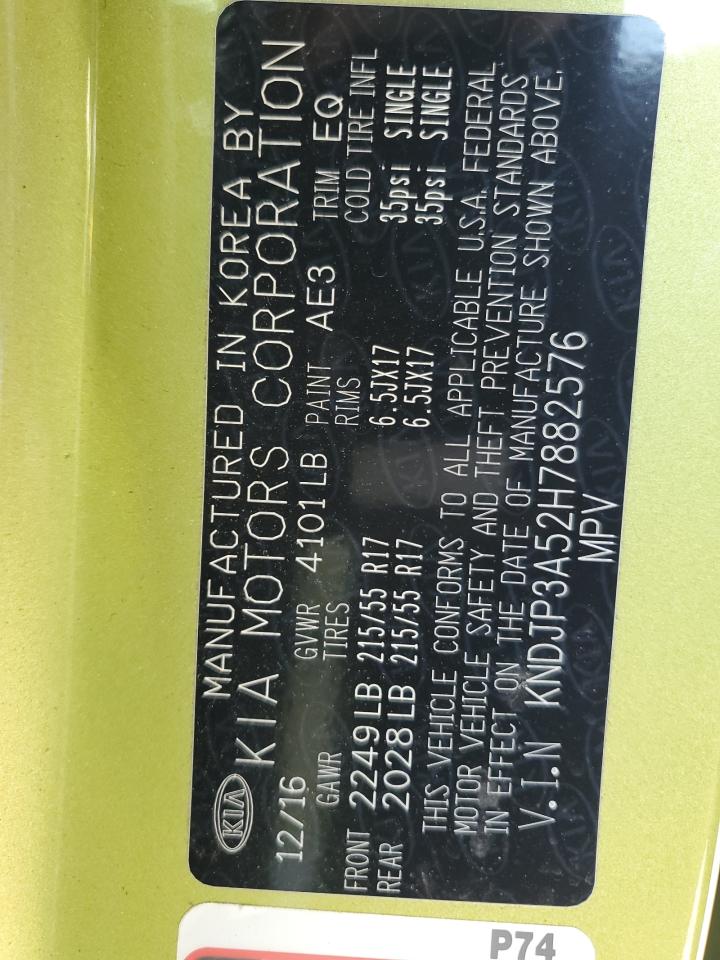 MANUFACTURED IN KOREA BY
KIA KIA MOTORS CORPORATION
12/16 GVWR 4101LB PAINT AE3 TRIM EQ
GAWR TIRES RIMS COLD TIRE INFL
FRONT 2249LB 215/55 R17 6.5JX17 35psi SINGLE
REAR 2028LB 215/55 R17 6.5JX17 35psi SINGLE
THIS VEHICLE CONFORMS TO ALL APPLICABLE U.S.A. FEDERAL
MOTOR VEHICLE SAFETY AND THEFT PREVENTION STANDARDS
IN EFFECT ON THE DATE OF MANUFACTURE SHOWN ABOVE.
V.I.N KNDJP3A52H7882576
MPV
P74